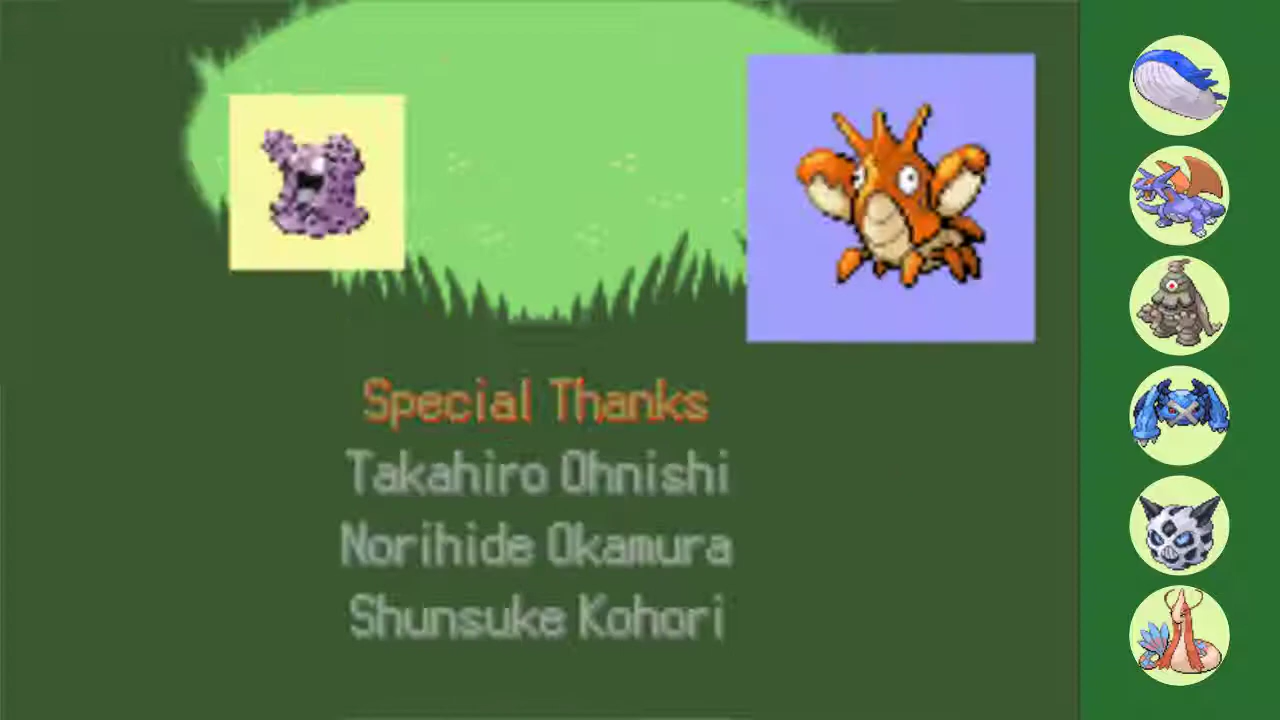 Special Thanks
Takahiro Ohnishi
Norihide Okamura
Shunsuke Kohori